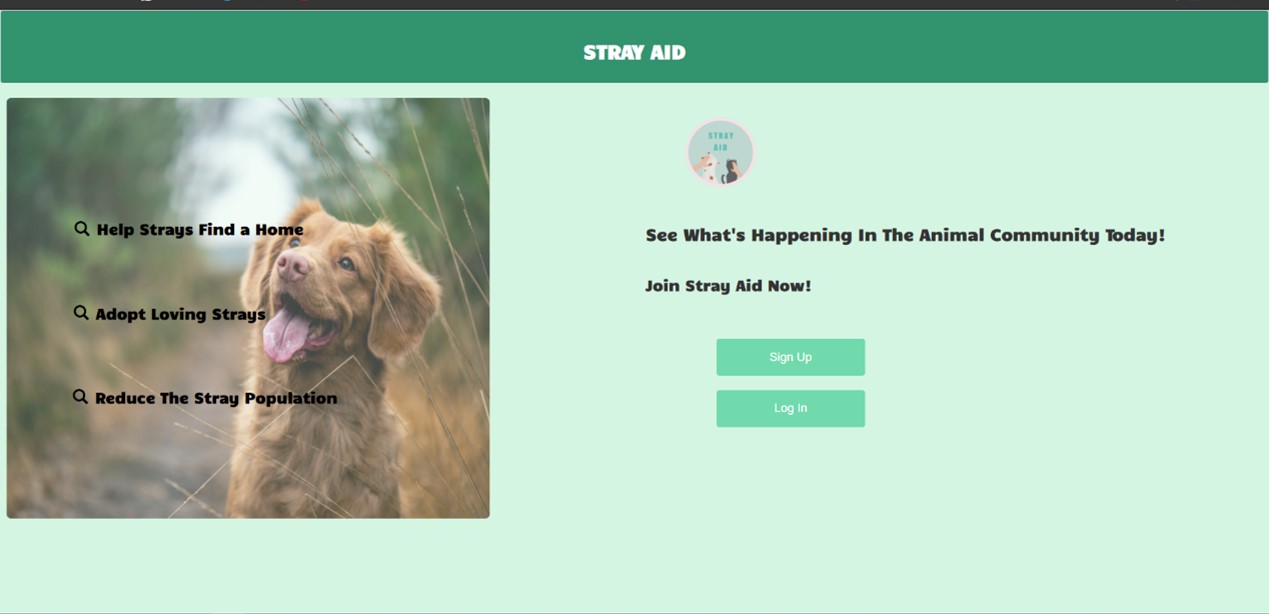 STRAY AID
Help Strays Find a Home
Adopt Loving Strays
Reduce The Stray Population
STRAY
AID
See What's Happening In The Animal Community Today!
Join Stray Aid Now!
Sign Up
Log In